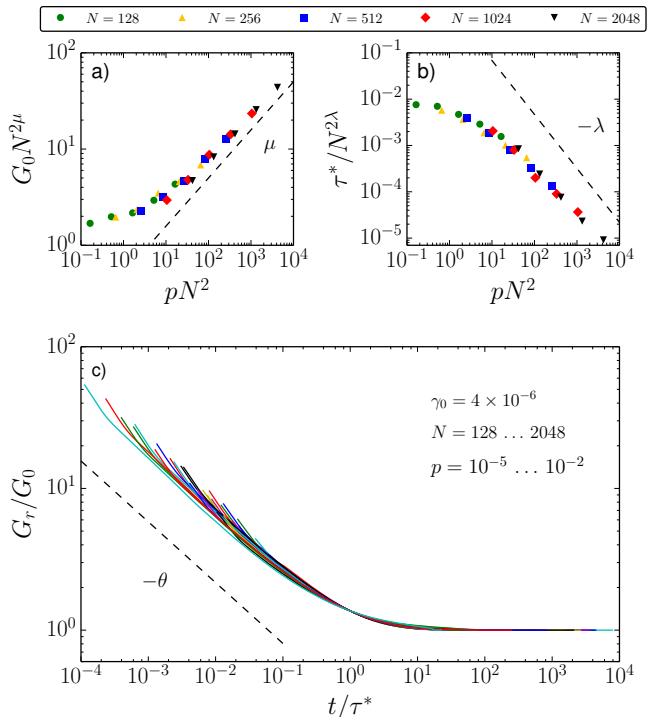 N = 128 N = 256 N = 512 N = 1024 N = 2048
a)
10² 10¹ 10⁰
G₀N^{2μ}
μ
10⁻¹ 10⁰ 10¹ 10² 10³ 10⁴
pN²
b)
10⁻¹ 10⁻² 10⁻³ 10⁻⁴ 10⁻⁵
τ*/N^{2λ}
−λ
10⁻¹ 10⁰ 10¹ 10² 10³ 10⁴
pN²
c)
10² 10¹ 10⁰
G_r/G₀
γ₀ = 4 × 10⁻⁶
N = 128 … 2048
p = 10⁻⁵ … 10⁻²
−θ
10⁻⁴ 10⁻³ 10⁻² 10⁻¹ 10⁰ 10¹ 10² 10³ 10⁴
t/τ*